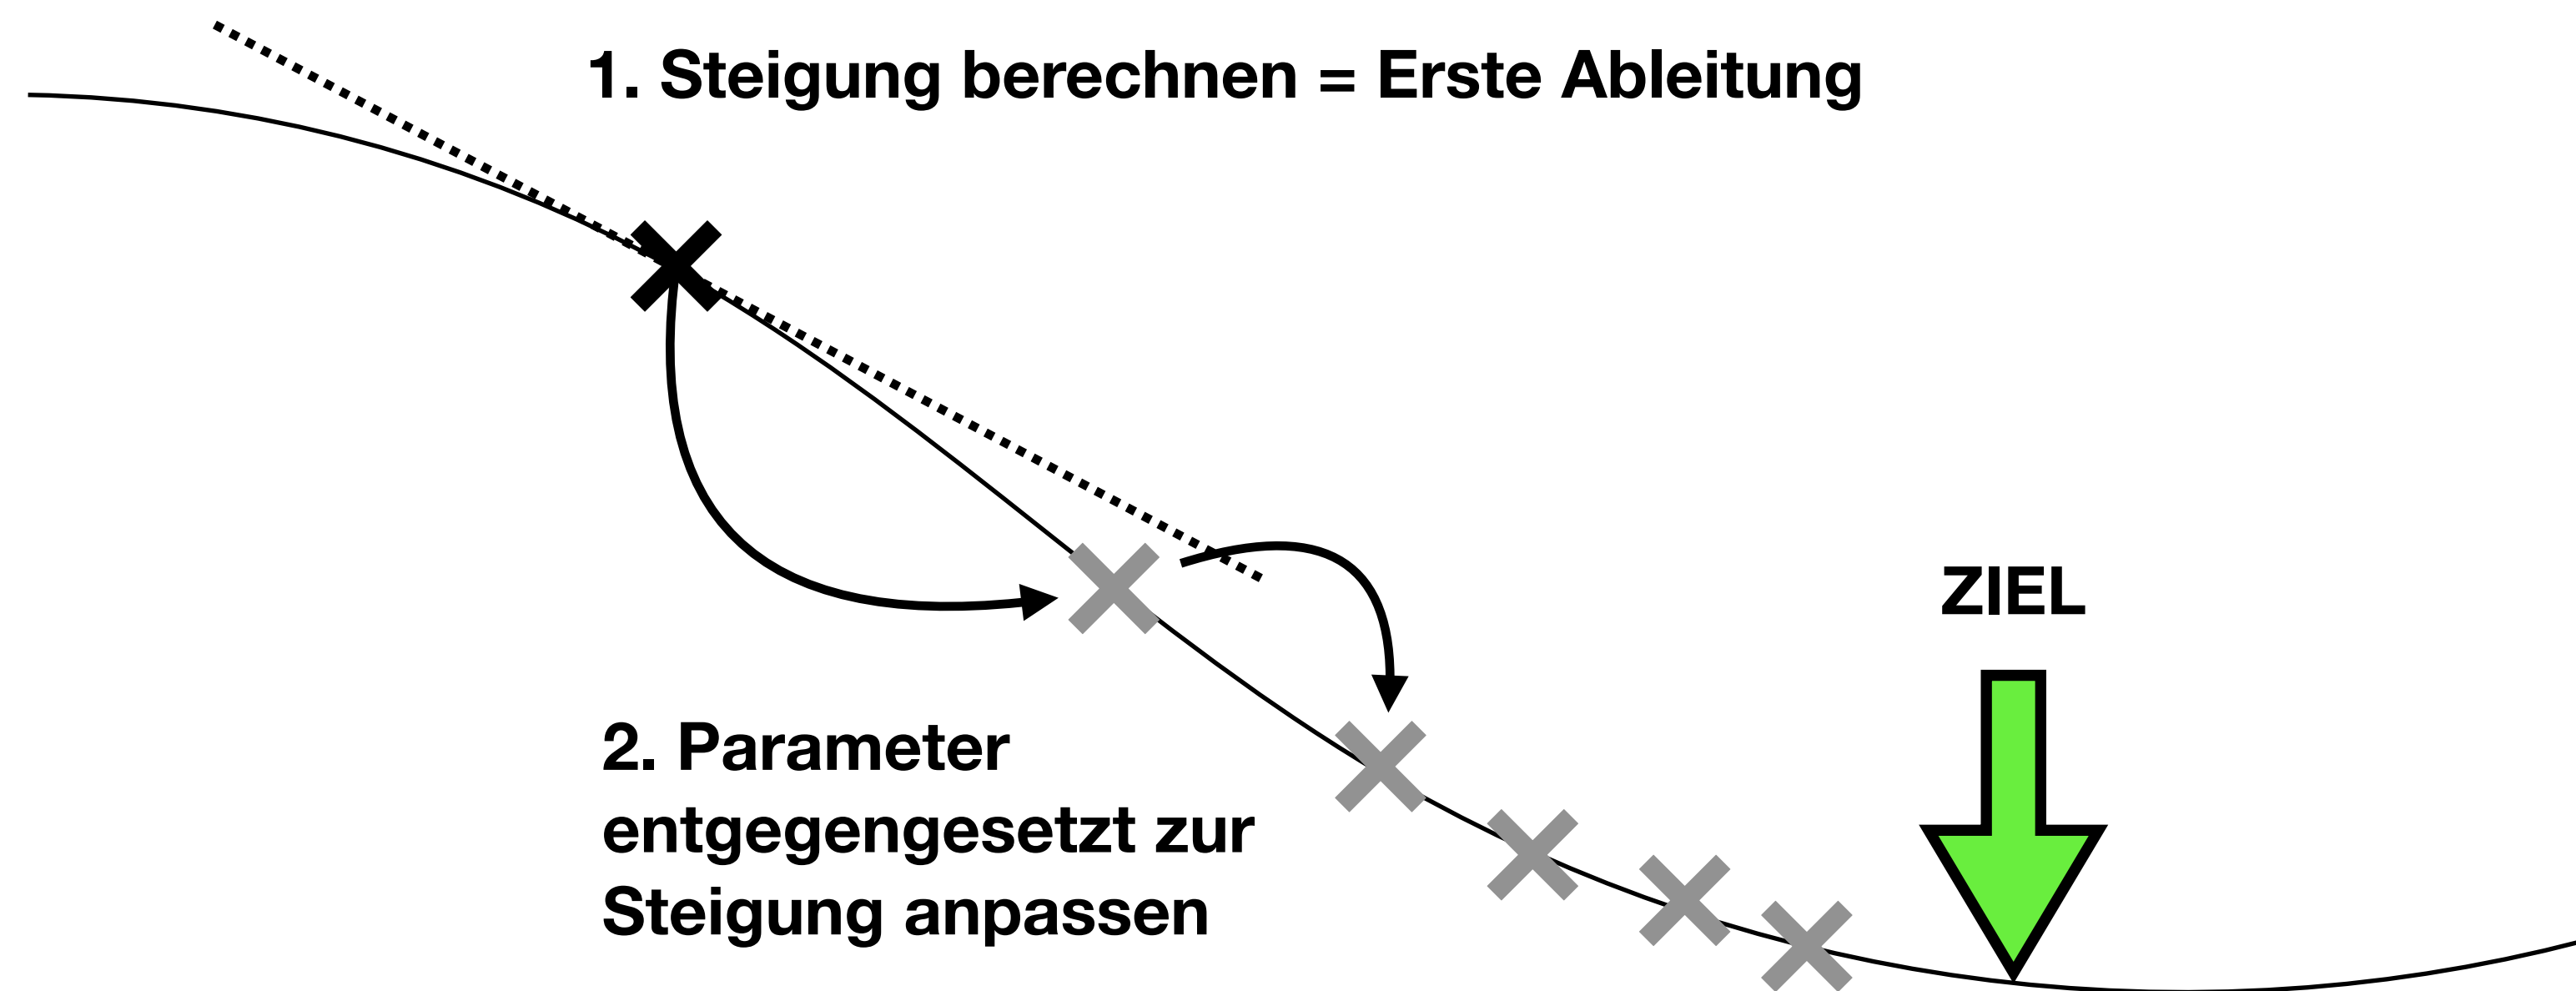 1. Steigung berechnen = Erste Ableitung
ZIEL
2. Parameter
entgegengesetzt zur
Steigung anpassen